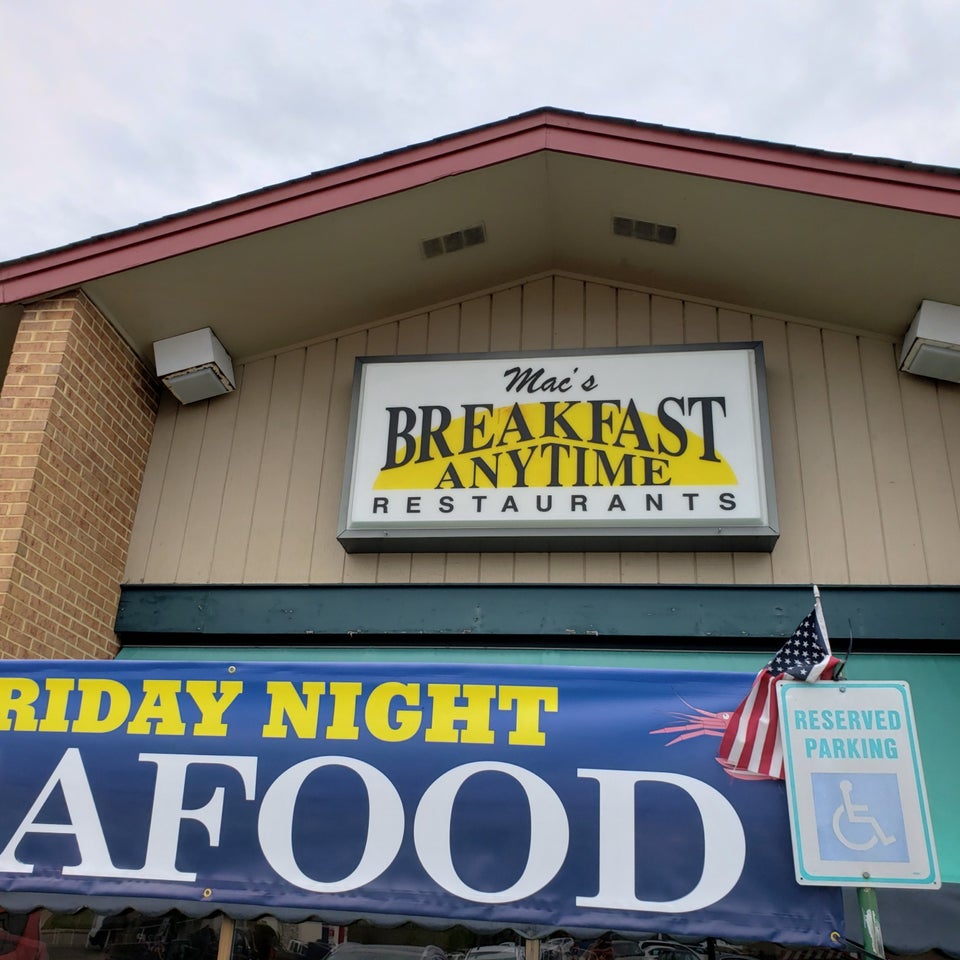 Mac's
BREAKFAST
ANYTIME
RESTAURANTS
RIDAY NIGHT
AFOOD
RESERVED
PARKING